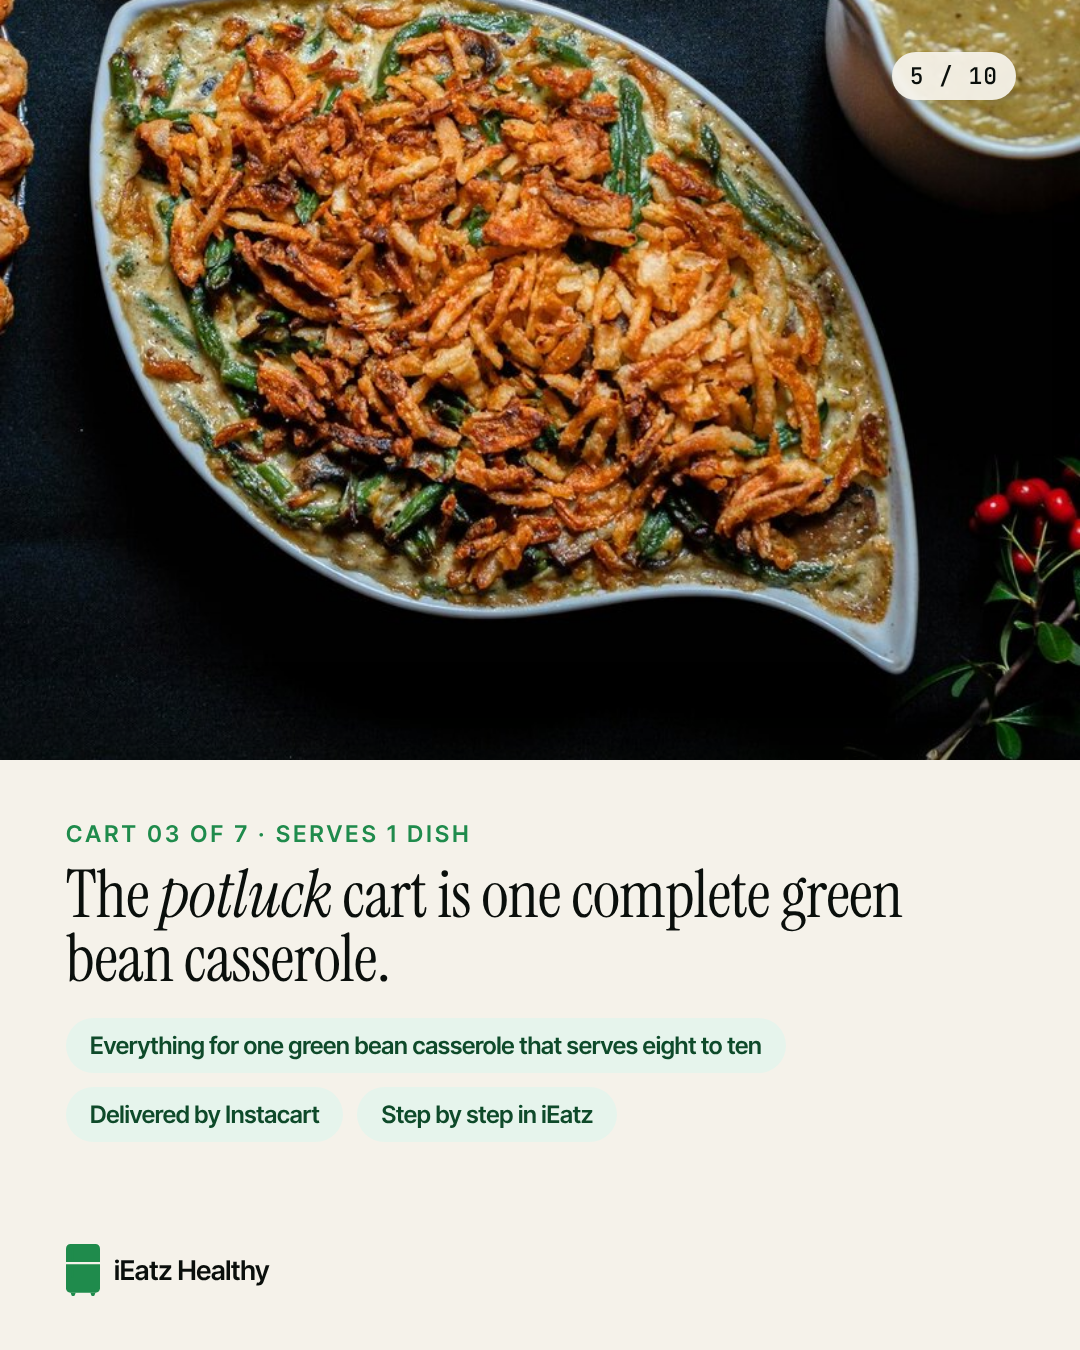 5 / 10
CART 03 OF 7 · SERVES 1 DISH
The potluck cart is one complete green
bean casserole.
Everything for one green bean casserole that serves eight to ten
Delivered by Instacart
Step by step in iEatz
iEatz Healthy